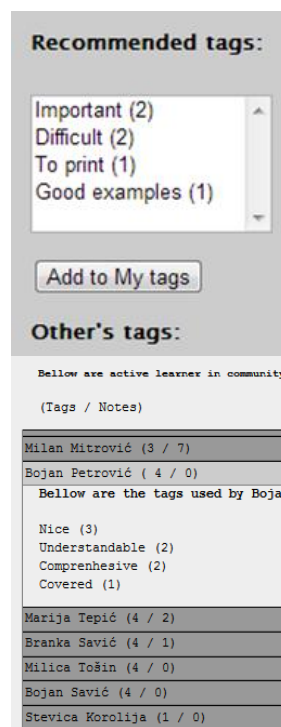 Recommended tags:
Important (2)
Difficult (2)
To print (1)
Good examples (1)
Add to My tags
Other's tags:
Bellow are active learner in community
(Tags / Notes)
Milan Mitrović (3 / 7)
Bojan Petrović ( 4 / 0)
Bellow are the tags used by Boja
Nice (3)
Understandable (2)
Comprenhesive (2)
Covered (1)
Marija Tepić (4 / 2)
Branka Savić (4 / 1)
Milica Tošin (4 / 0)
Bojan Savić (4 / 0)
Stevica Korolija (1 / 0)